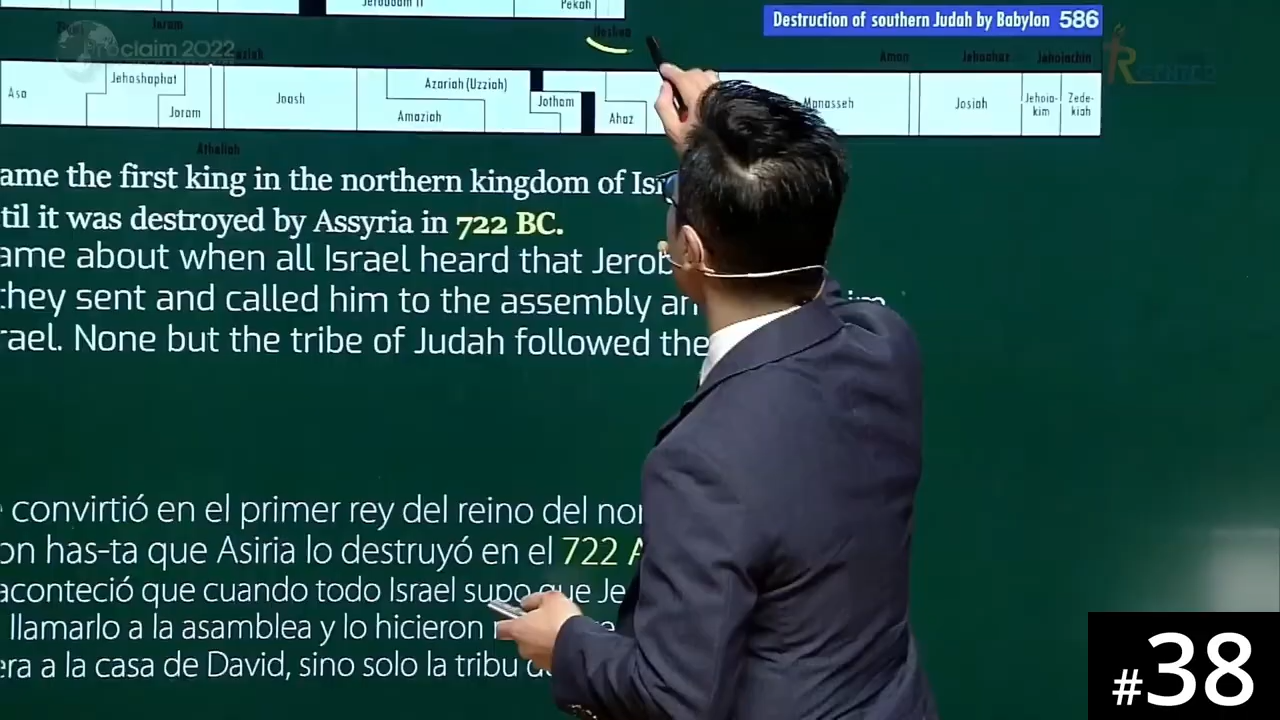 Jeroboam II
Pekah
Destruction of southern Judah by Babylon 586
Joram
Hoshea
Proclaim 2022
Amon
Jehoahaz
Jehoiachin
Jehoshaphat
Azariah (Uzziah)
Asa
Joash
Jotham
Manasseh
Josiah
Jehoia-
kim
Zede-
kiah
Joram
Amaziah
Ahaz
Athaliah
ame the first king in the northern kingdom of Isr
til it was destroyed by Assyria in 722 BC.
ame about when all Israel heard that Jerob
they sent and called him to the assembly an
rael. None but the tribe of Judah followed the
convirtió en el primer rey del reino del nor
on has-ta que Asiria lo destruyó en el 722 A
aconteció que cuando todo Israel supo que Je
llamarlo a la asamblea y lo hicieron
era a la casa de David, sino solo la tribu d
#38